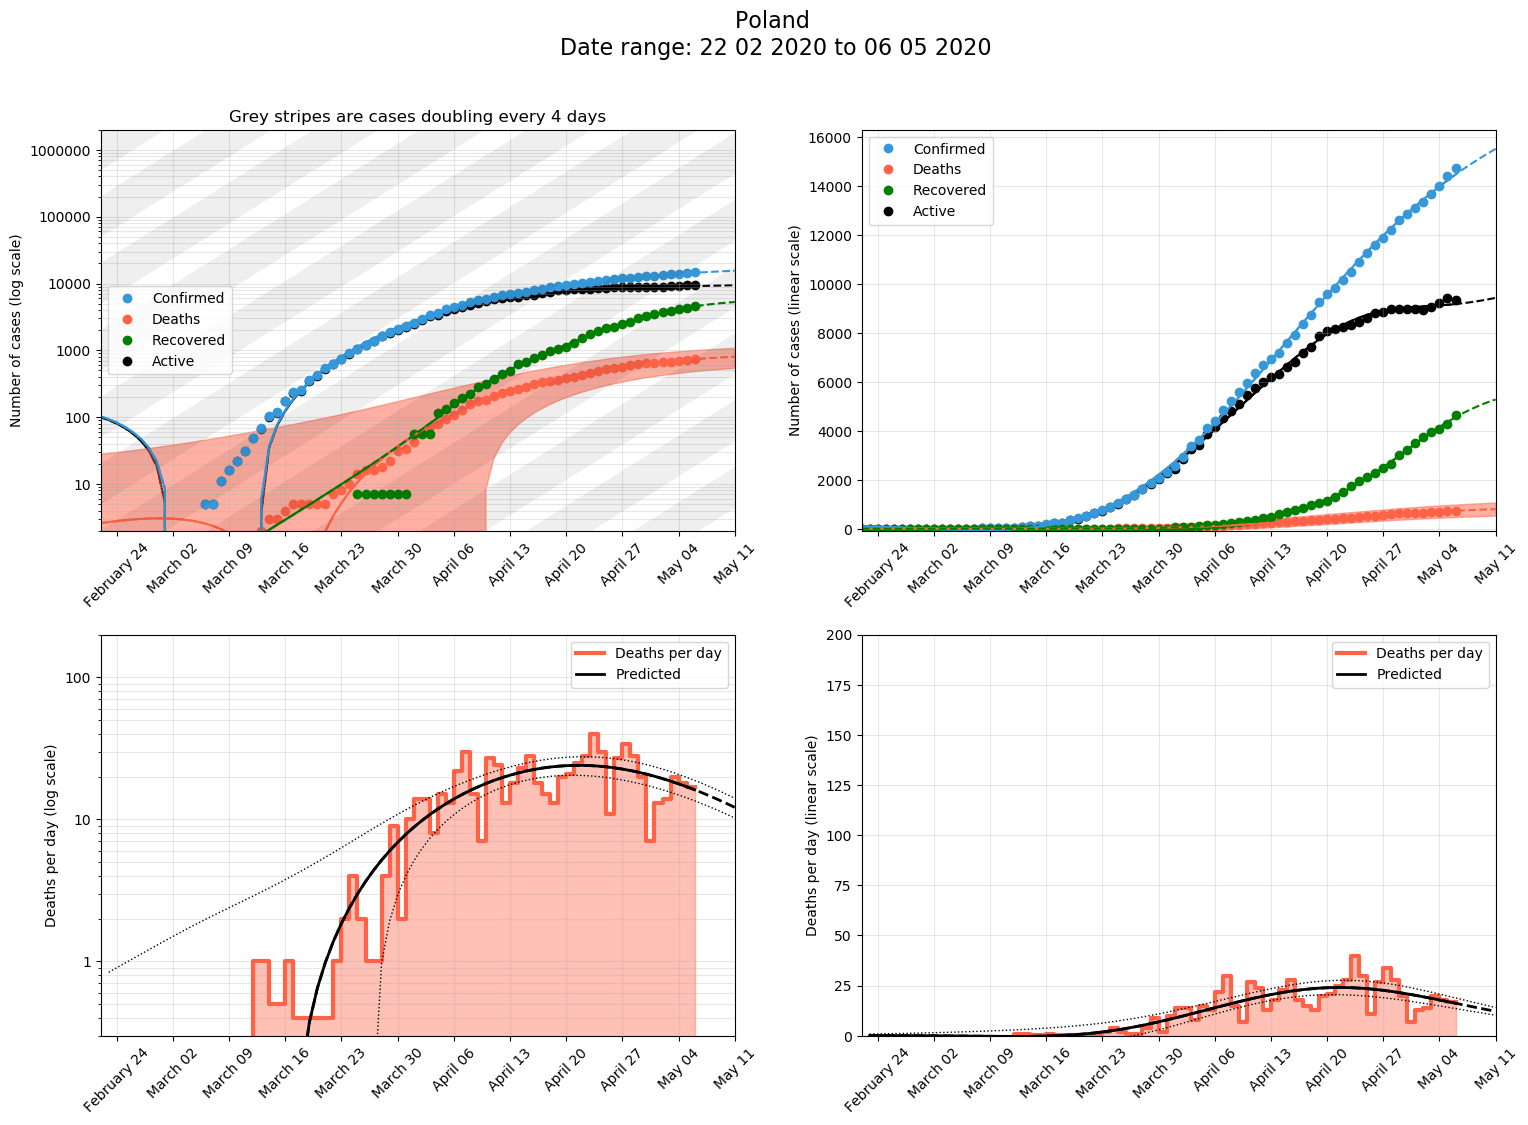 Poland
Date range: 22 02 2020 to 06 05 2020
Grey stripes are cases doubling every 4 days
Number of cases (log scale)
1000000
100000
10000
1000
100
10
Confirmed
Deaths
Recovered
Active
February 24
March 02
March 09
March 16
March 23
March 30
April 06
April 13
April 20
April 27
May 04
May 11
Number of cases (linear scale)
16000
14000
12000
10000
8000
6000
4000
2000
0
Confirmed
Deaths
Recovered
Active
February 24
March 02
March 09
March 16
March 23
March 30
April 06
April 13
April 20
April 27
May 04
May 11
Deaths per day (log scale)
100
10
1
Deaths per day
Predicted
February 24
March 02
March 09
March 16
March 23
March 30
April 06
April 13
April 20
April 27
May 04
May 11
Deaths per day (linear scale)
200
175
150
125
100
75
50
25
0
Deaths per day
Predicted
February 24
March 02
March 09
March 16
March 23
March 30
April 06
April 13
April 20
April 27
May 04
May 11